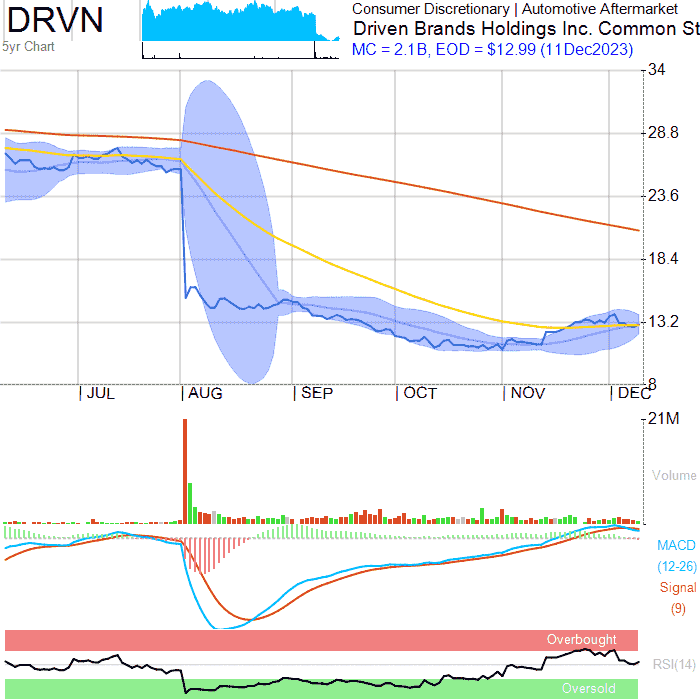 DRVN
5yr Chart
Consumer Discretionary | Automotive Aftermarket
Driven Brands Holdings Inc. Common St
MC = 2.1B, EOD = $12.99 (11Dec2023)
34
28.8
23.6
18.4
13.2
8
JUL AUG SEP OCT NOV DEC
21M
Volume
MACD
(12-26)
Signal
(9)
Overbought
RSI(14)
Oversold